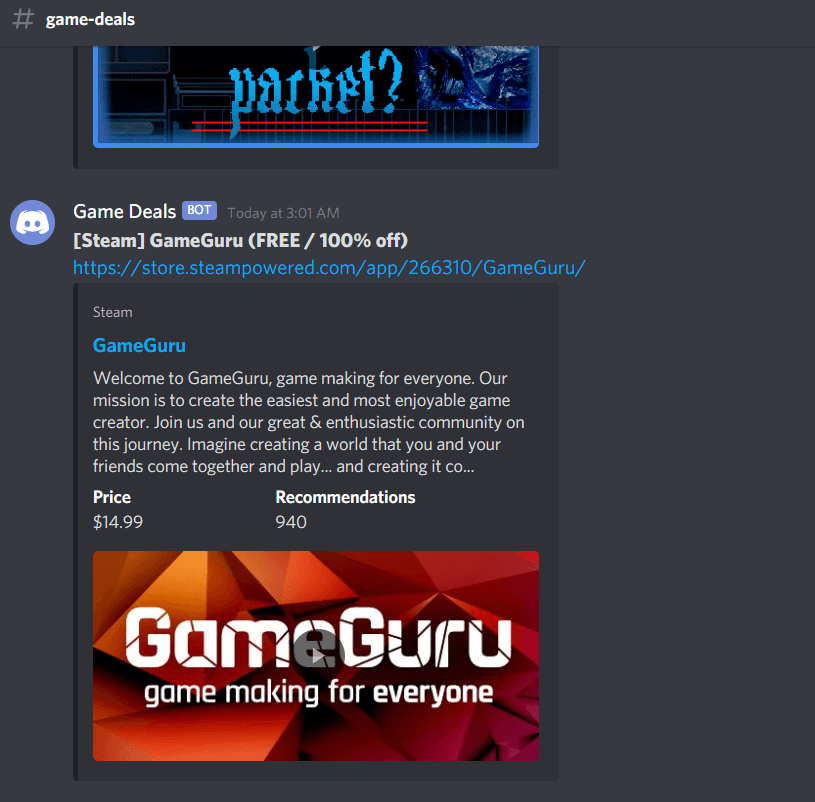 # game-deals
packet?
Game Deals BOT Today at 3:01 AM
[Steam] GameGuru (FREE / 100% off)
https://store.steampowered.com/app/266310/GameGuru/
Steam
GameGuru
Welcome to GameGuru, game making for everyone. Our
mission is to create the easiest and most enjoyable game
creator. Join us and our great & enthusiastic community on
this journey. Imagine creating a world that you and your
friends come together and play... and creating it co...
Price Recommendations
$14.99 940
GameGuru
game making for everyone